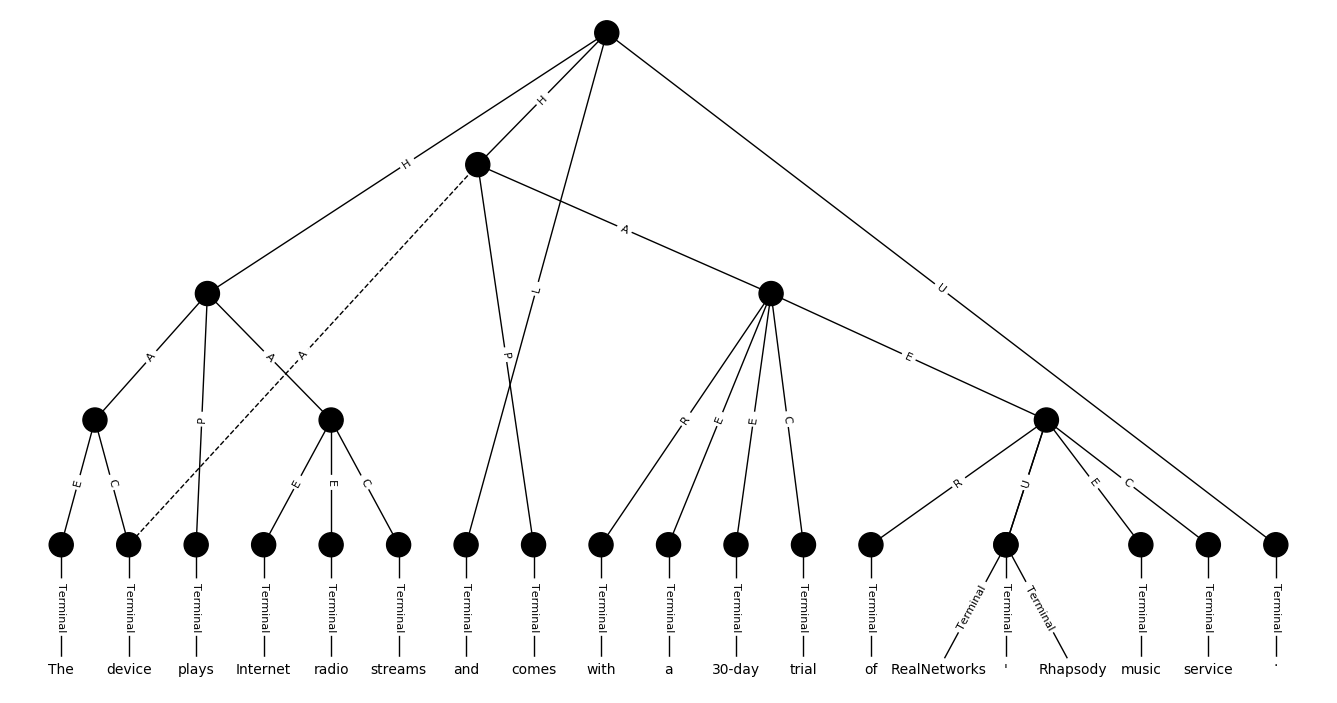 H
H
A
L
U
A
A
A
P
E
P
E
C
E
E
C
R
E
E
C
R
U
E
C
Terminal Terminal Terminal Terminal Terminal Terminal Terminal Terminal Terminal Terminal Terminal Terminal Terminal Terminal Terminal Terminal Terminal Terminal Terminal
The device plays Internet radio streams and comes with a 30-day trial of RealNetworks ' Rhapsody music service .